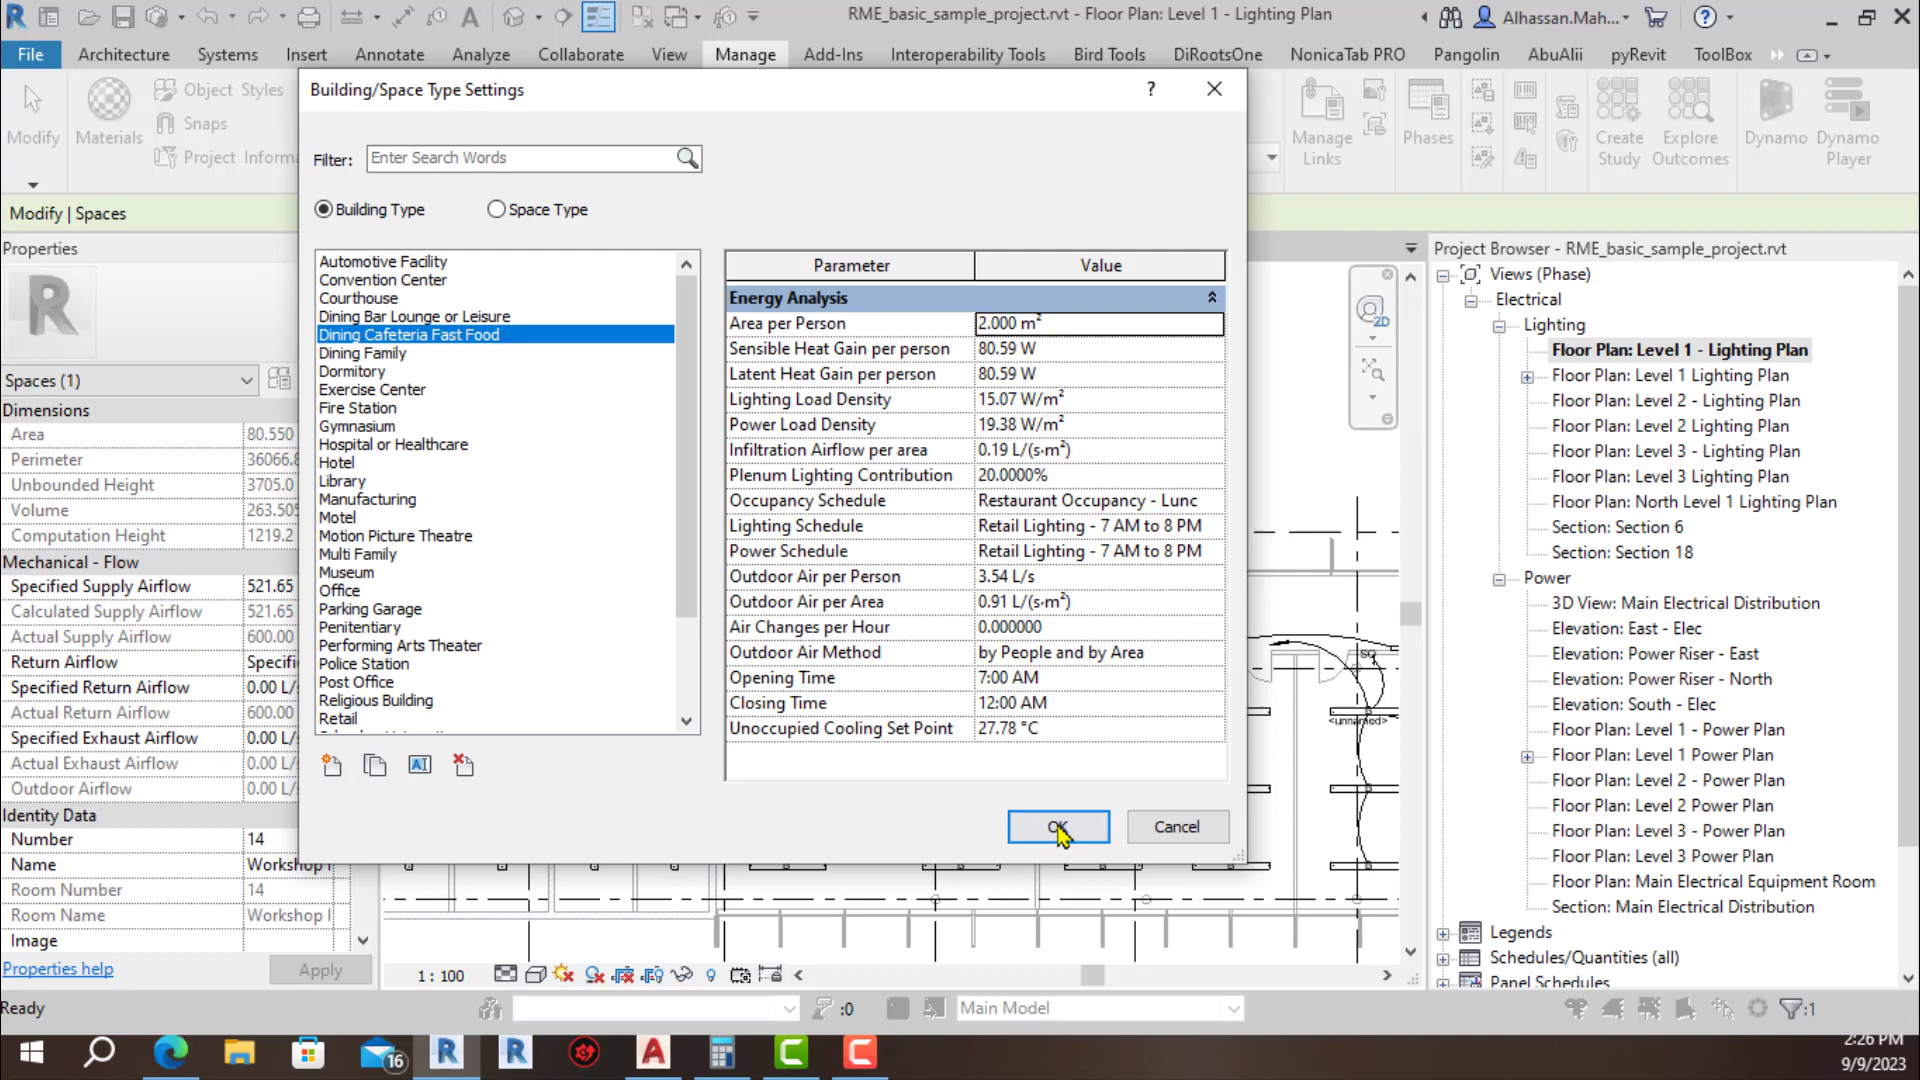 RME_basic_sample_project.rvt - Floor Plan: Level 1 - Lighting Plan
Alhassan.Mah...
File Architecture Systems Insert Annotate Analyze Collaborate View Manage Add-Ins Interoperability Tools Bird Tools DiRootsOne NonicaTab PRO Pangolin AbuAlii pyRevit ToolBox
Modify
Materials
Object Styles
Snaps
Project Informa
Manage Links
Phases
Create Study
Explore Outcomes
Dynamo
Dynamo Player
Modify | Spaces
Building/Space Type Settings
?
Filter: Enter Search Words
Building Type Space Type
Automotive Facility
Convention Center
Courthouse
Dining Bar Lounge or Leisure
Dining Cafeteria Fast Food
Dining Family
Dormitory
Exercise Center
Fire Station
Gymnasium
Hospital or Healthcare
Hotel
Library
Manufacturing
Motel
Motion Picture Theatre
Multi Family
Museum
Office
Parking Garage
Penitentiary
Performing Arts Theater
Police Station
Post Office
Religious Building
Retail
Parameter Value
Energy Analysis
Area per Person 2.000 m²
Sensible Heat Gain per person 80.59 W
Latent Heat Gain per person 80.59 W
Lighting Load Density 15.07 W/m²
Power Load Density 19.38 W/m²
Infiltration Airflow per area 0.19 L/(s·m²)
Plenum Lighting Contribution 20.0000%
Occupancy Schedule Restaurant Occupancy - Lunc
Lighting Schedule Retail Lighting - 7 AM to 8 PM
Power Schedule Retail Lighting - 7 AM to 8 PM
Outdoor Air per Person 3.54 L/s
Outdoor Air per Area 0.91 L/(s·m²)
Air Changes per Hour 0.000000
Outdoor Air Method by People and by Area
Opening Time 7:00 AM
Closing Time 12:00 AM
Unoccupied Cooling Set Point 27.78 °C
OK Cancel
Properties
Spaces (1)
Dimensions
Area 80.550
Perimeter 36066.8
Unbounded Height 3705.0
Volume 263.505
Computation Height 1219.2
Mechanical - Flow
Specified Supply Airflow 521.65
Calculated Supply Airflow 521.65
Actual Supply Airflow 600.00
Return Airflow Specifi
Specified Return Airflow 0.00 L/
Actual Return Airflow 600.00
Specified Exhaust Airflow 0.00 L/
Actual Exhaust Airflow 0.00 L/
Outdoor Airflow 0.00 L/
Identity Data
Number 14
Name Workshop I
Room Number 14
Room Name Workshop I
Image
Properties help Apply
2D
SO
<unnamed>
Project Browser - RME_basic_sample_project.rvt
Views (Phase)
Electrical
Lighting
Floor Plan: Level 1 - Lighting Plan
Floor Plan: Level 1 Lighting Plan
Floor Plan: Level 2 - Lighting Plan
Floor Plan: Level 2 Lighting Plan
Floor Plan: Level 3 - Lighting Plan
Floor Plan: Level 3 Lighting Plan
Floor Plan: North Level 1 Lighting Plan
Section: Section 6
Section: Section 18
Power
3D View: Main Electrical Distribution
Elevation: East - Elec
Elevation: Power Riser - East
Elevation: Power Riser - North
Elevation: South - Elec
Floor Plan: Level 1 - Power Plan
Floor Plan: Level 1 Power Plan
Floor Plan: Level 2 - Power Plan
Floor Plan: Level 2 Power Plan
Floor Plan: Level 3 - Power Plan
Floor Plan: Level 3 Power Plan
Floor Plan: Main Electrical Equipment Room
Section: Main Electrical Distribution
Legends
Schedules/Quantities (all)
Panel Schedules
1 : 100
Ready
:0
Main Model
:1
16
2:26 PM
9/9/2023